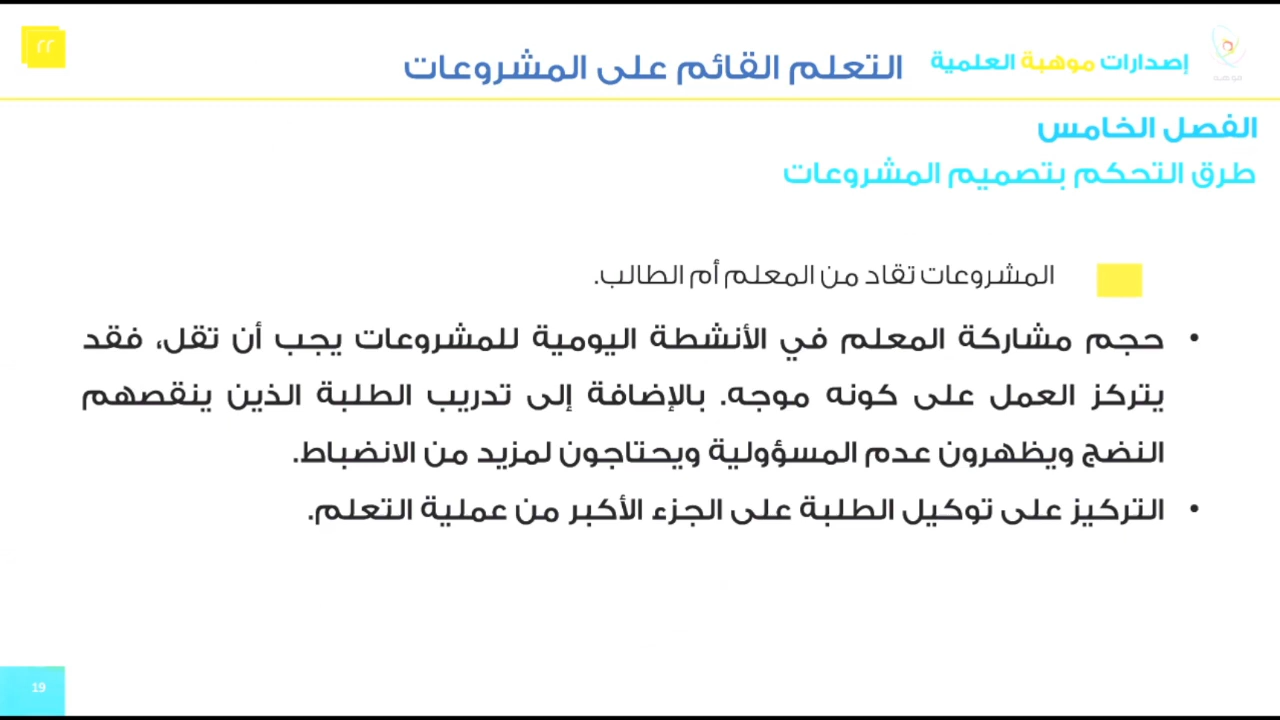 إصدارات موهبة العلمية
موهبة
التعلم القائم على المشروعات
٢٢
الفصل الخامس
طرق التحكم بتصميم المشروعات
المشروعات تقاد من المعلم أم الطالب.
• حجم مشاركة المعلم في الأنشطة اليومية للمشروعات يجب أن تقل، فقد
يتركز العمل على كونه موجه. بالإضافة إلى تدريب الطلبة الذين ينقصهم
النضج ويظهرون عدم المسؤولية ويحتاجون لمزيد من الانضباط.
• التركيز على توكيل الطلبة على الجزء الأكبر من عملية التعلم.
19